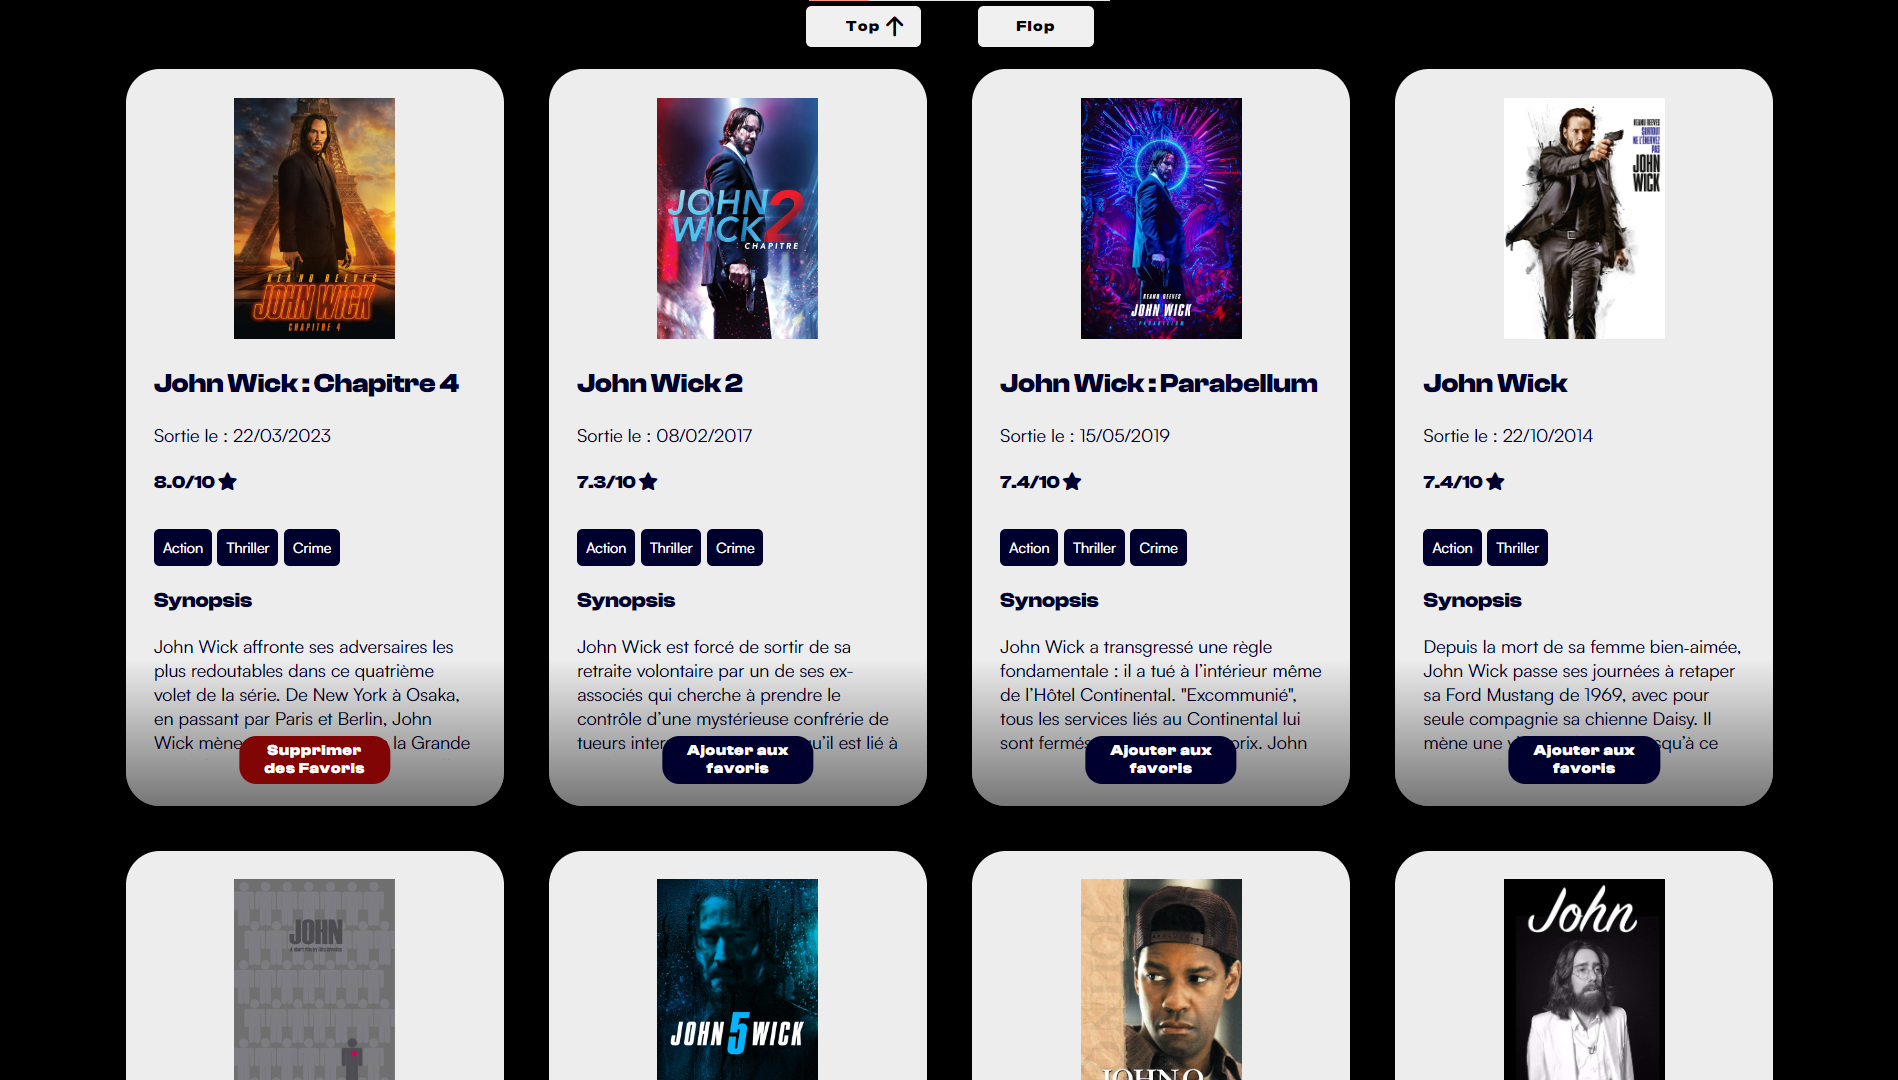 Top
Flop
KEANU REEVES
JOHN WICK
CHAPITRE 4
John Wick : Chapitre 4
Sortie le : 22/03/2023
8.0/10
Action
Thriller
Crime
Synopsis
John Wick affronte ses adversaires les
plus redoutables dans ce quatrième
volet de la série. De New York à Osaka,
en passant par Paris et Berlin, John
Wick mène la Grande
Supprimer
des Favoris
JOHN
WICK 2
CHAPITRE
John Wick 2
Sortie le : 08/02/2017
7.3/10
Action
Thriller
Crime
Synopsis
John Wick est forcé de sortir de sa
retraite volontaire par un de ses ex-
associés qui cherche à prendre le
contrôle d’une mystérieuse confrérie de
tueurs qu’il est lié à
Ajouter aux
favoris
KEANU REEVES
JOHN WICK
PARABELLUM
John Wick : Parabellum
Sortie le : 15/05/2019
7.4/10
Action
Thriller
Crime
Synopsis
John Wick a transgressé une règle
fondamentale : il a tué à l’intérieur même
de l’Hôtel Continental. "Excommunié",
tous les services liés au Continental lui
sont fermés prix. John
Ajouter aux
favoris
KEANU REEVES
SURTOUT
NE L'ÉNERVEZ
PAS
JOHN
WICK
John Wick
Sortie le : 22/10/2014
7.4/10
Action
Thriller
Synopsis
Depuis la mort de sa femme bien-aimée,
John Wick passe ses journées à retaper
sa Ford Mustang de 1969, avec pour
seule compagnie sa chienne Daisy. Il
mène une jusqu’à ce
Ajouter aux
favoris
JOHN
JOHN 5 WICK
JOHN Q
John